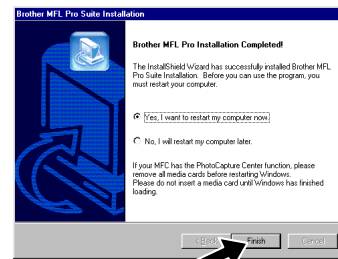 Brother MFL Pro Suite Installation
Brother MFL Pro Installation Completed!
The InstallShield Wizard has successfully installed Brother MFL
Pro Suite Installation. Before you can use the program, you
must restart your computer.
Yes, I want to restart my computer now.
No, I will restart my computer later.
If your MFC has the PhotoCapture Center function, please
remove all media cards before restarting Windows.
Please do not insert a media card until Windows has finished
loading.
< Back
Finish
Cancel